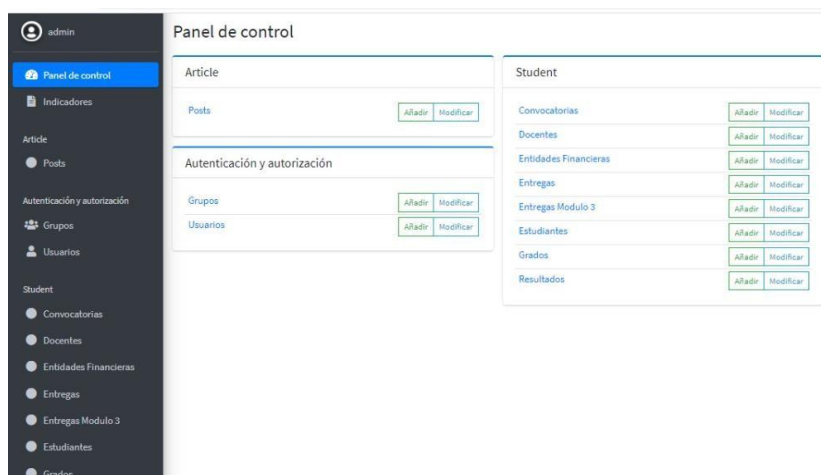 admin
Panel de control
Indicadores
Article
Posts
Autenticación y autorización
Grupos
Usuarios
Student
Convocatorias
Docentes
Entidades Financieras
Entregas
Entregas Modulo 3
Estudiantes
Grados
Panel de control
Article
Posts Añadir Modificar
Autenticación y autorización
Grupos Añadir Modificar
Usuarios Añadir Modificar
Student
Convocatorias Añadir Modificar
Docentes Añadir Modificar
Entidades Financieras Añadir Modificar
Entregas Añadir Modificar
Entregas Modulo 3 Añadir Modificar
Estudiantes Añadir Modificar
Grados Añadir Modificar
Resultados Añadir Modificar